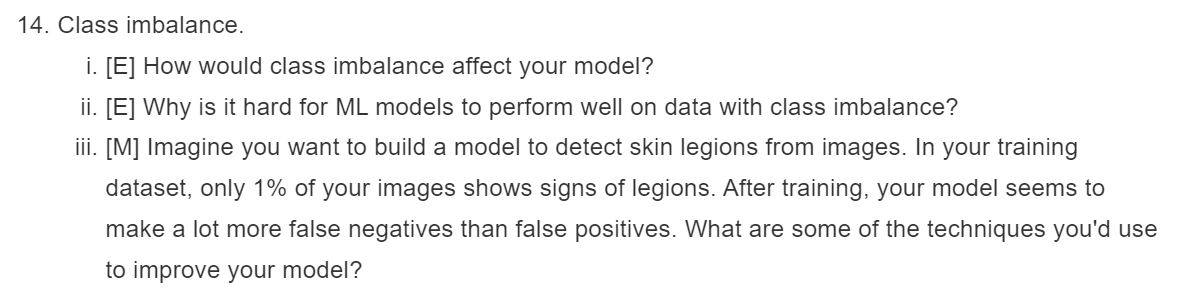 14. Class imbalance.
i. [E] How would class imbalance affect your model?
ii. [E] Why is it hard for ML models to perform well on data with class imbalance?
iii. [M] Imagine you want to build a model to detect skin legions from images. In your training
dataset, only 1% of your images shows signs of legions. After training, your model seems to
make a lot more false negatives than false positives. What are some of the techniques you'd use
to improve your model?